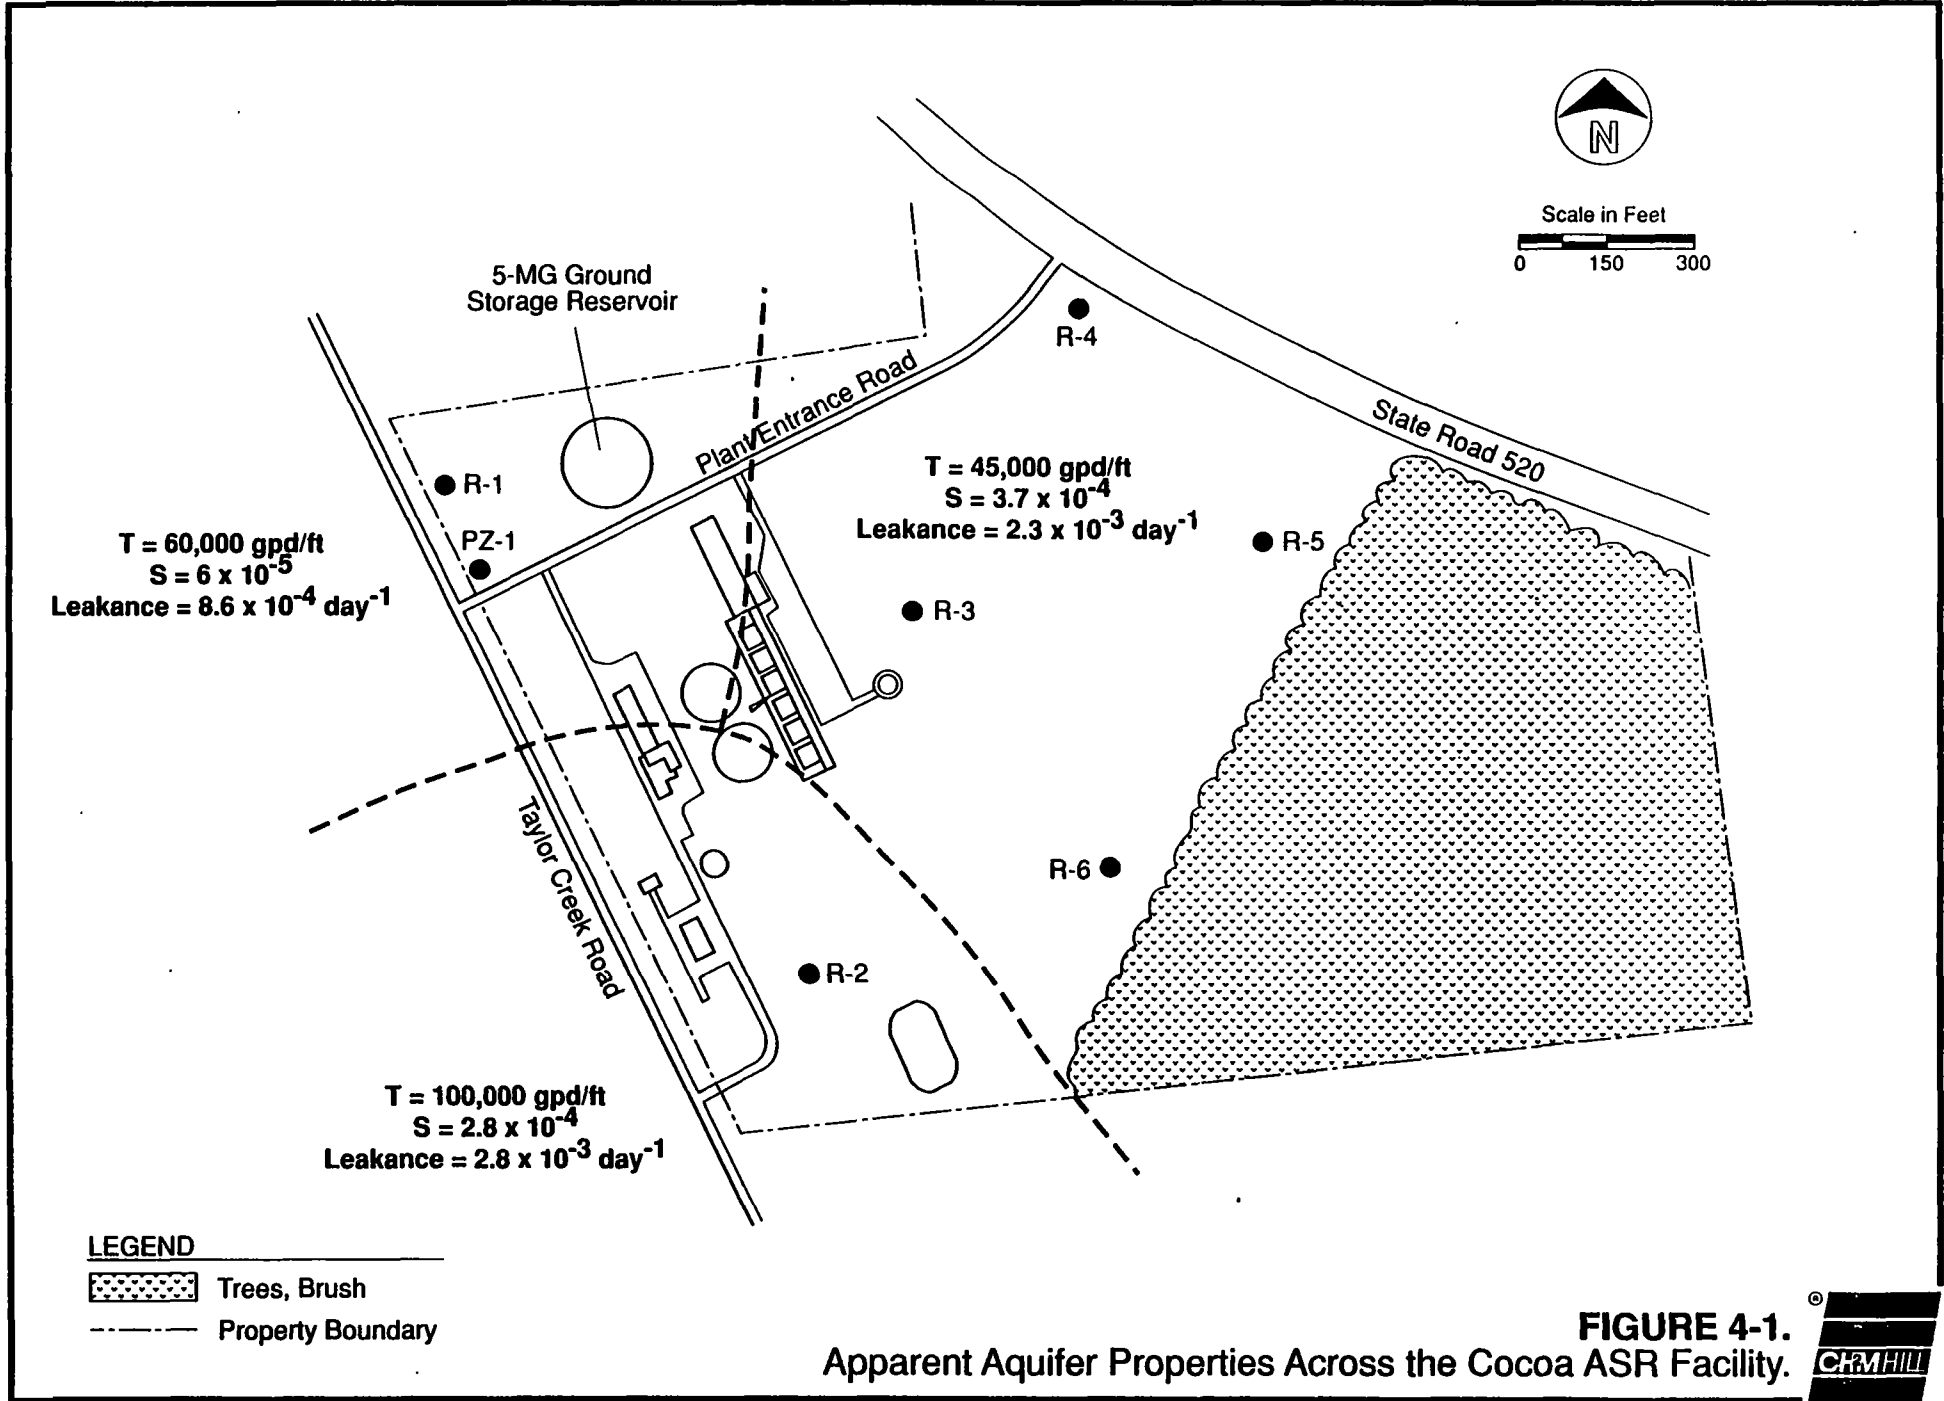 N
Scale in Feet
0 150 300
5-MG Ground
Storage Reservoir
R-4
Plant Entrance Road
State Road 520
T = 45,000 gpd/ft
S = 3.7 x 10⁻⁴
Leakance = 2.3 x 10⁻³ day⁻¹
R-1
PZ-1
T = 60,000 gpd/ft
S = 6 x 10⁻⁵
Leakance = 8.6 x 10⁻⁴ day⁻¹
R-5
R-3
Taylor Creek Road
R-6
R-2
T = 100,000 gpd/ft
S = 2.8 x 10⁻⁴
Leakance = 2.8 x 10⁻³ day⁻¹
LEGEND
Trees, Brush
Property Boundary
FIGURE 4-1.
Apparent Aquifer Properties Across the Cocoa ASR Facility.
®
CH2M HILL